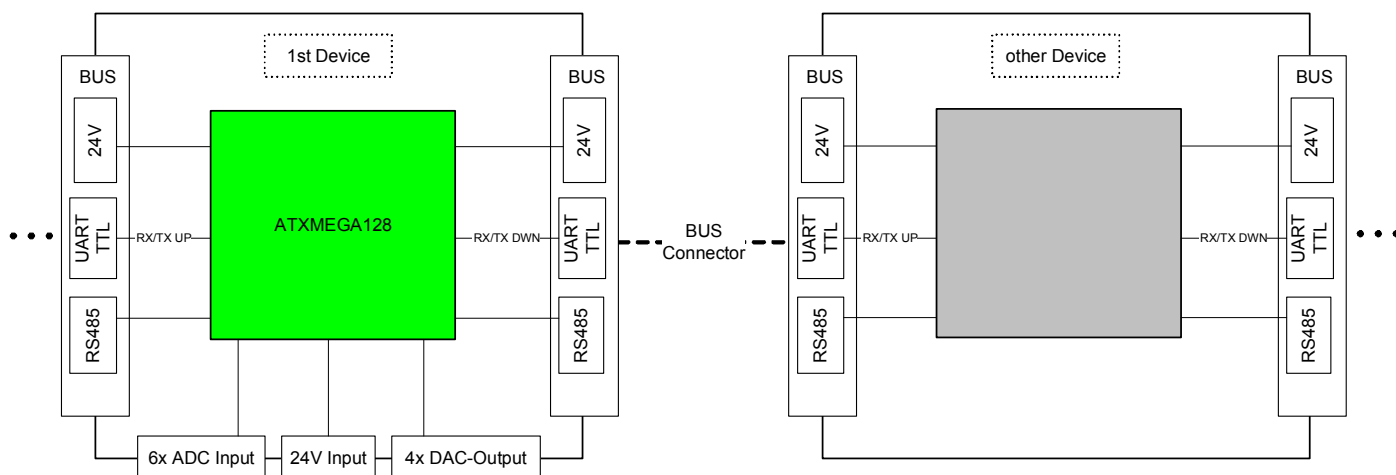 1st Device
BUS
24V
UART
TTL
RS485
RX/TX UP
ATXMEGA128
RX/TX DWN
BUS
24V
UART
TTL
RS485
6x ADC Input
24V Input
4x DAC-Output
BUS
Connector
other Device
BUS
24V
UART
TTL
RS485
RX/TX UP
RX/TX DWN
BUS
24V
UART
TTL
RS485